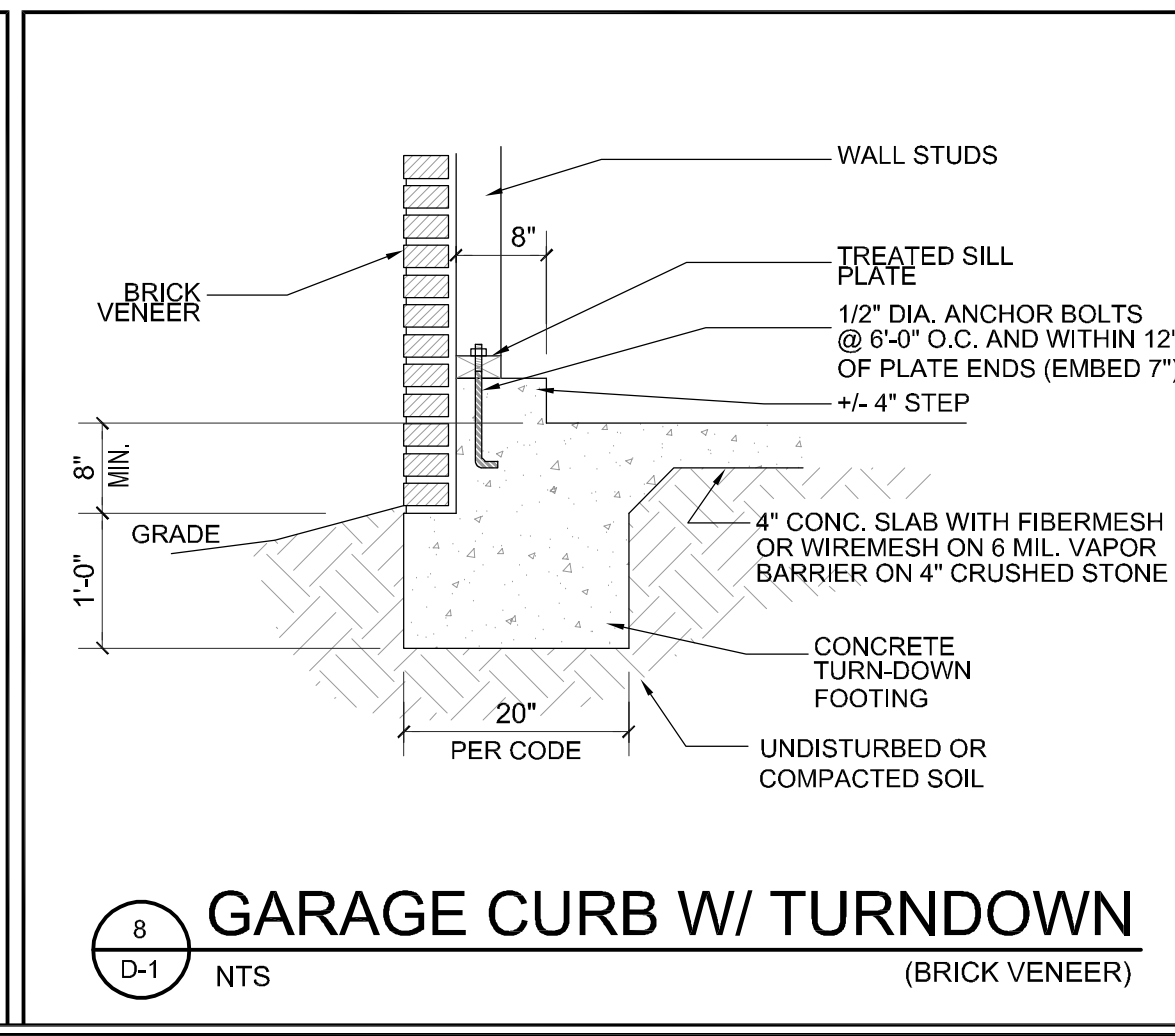 WALL STUDS
8"
TREATED SILL
PLATE
BRICK
VENEER
1/2" DIA. ANCHOR BOLTS
@ 6'-0" O.C. AND WITHIN 12"
OF PLATE ENDS (EMBED 7")
+/- 4" STEP
8"
MIN.
GRADE
4" CONC. SLAB WITH FIBERMESH
OR WIREMESH ON 6 MIL. VAPOR
BARRIER ON 4" CRUSHED STONE
1'-0"
CONCRETE
TURN-DOWN
FOOTING
20"
PER CODE
UNDISTURBED OR
COMPACTED SOIL
8
D-1
GARAGE CURB W/ TURNDOWN
NTS
(BRICK VENEER)